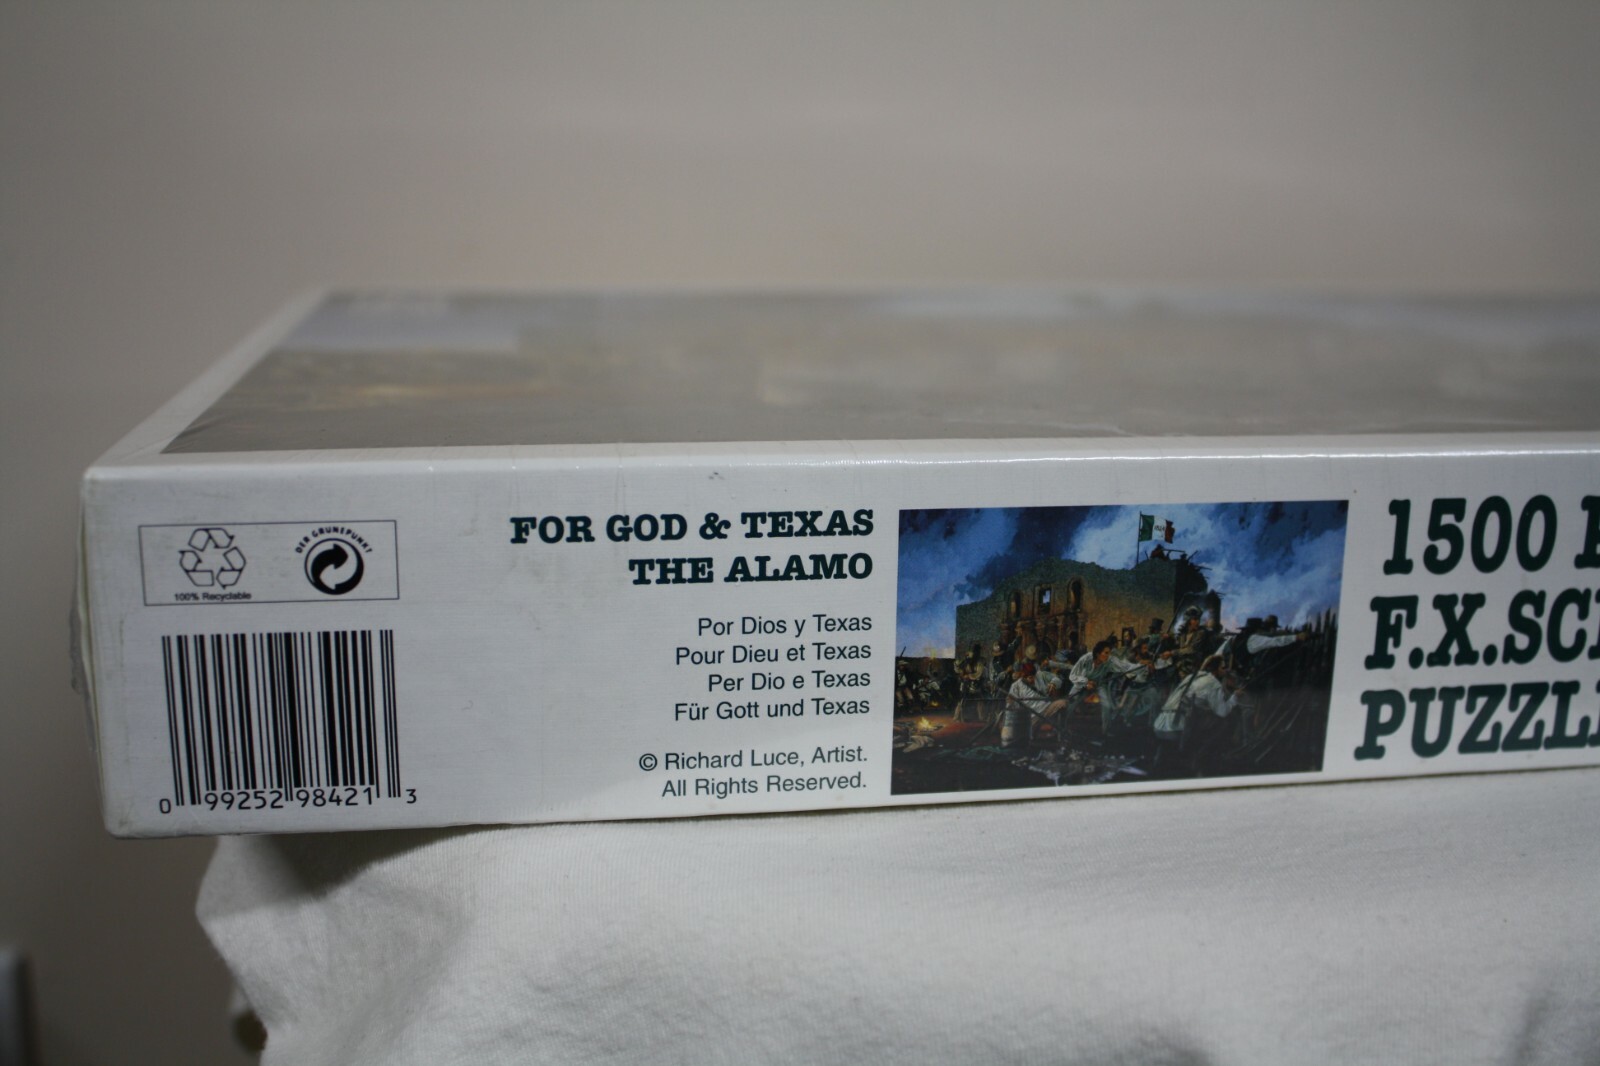 100% Recyclable
DER GRÜNE PUNKT
0 99252 98421 3
FOR GOD & TEXAS
THE ALAMO
Por Dios y Texas
Pour Dieu et Texas
Per Dio e Texas
Für Gott und Texas
© Richard Luce, Artist.
All Rights Reserved.
1500
F.X.SC
PUZZL